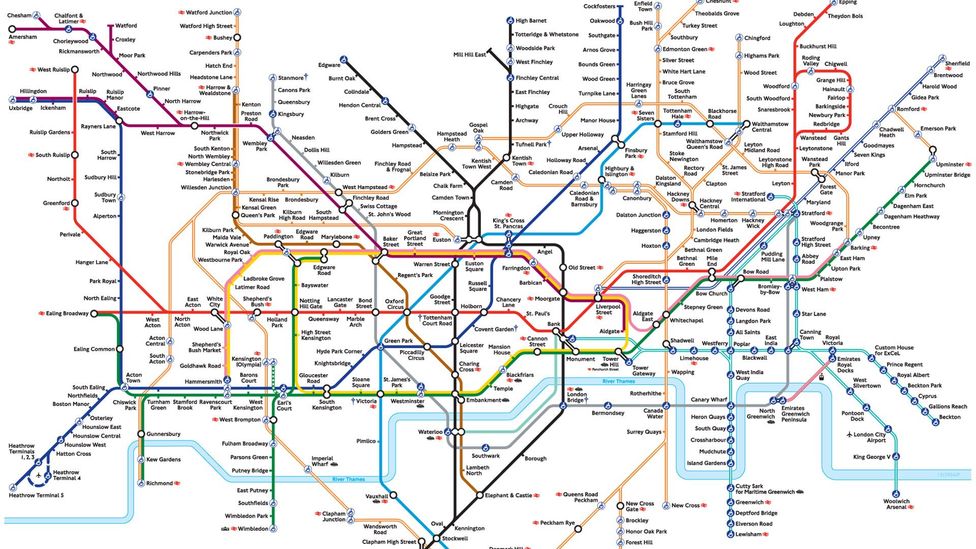 Chesham
Chalfont &
Latimer
Watford
Amersham
Chorleywood
Croxley
Rickmansworth
Moor Park
Northwood
Northwood Hills
Pinner
North Harrow
Harrow-
on-the-Hill
West Harrow
Northwick
Park
Watford Junction
Watford High Street
Bushey
Carpenders Park
Hatch End
Headstone Lane
Harrow &
Wealdstone
Kenton
Preston
Road
South Kenton
North Wembley
Wembley Central
Stonebridge Park
Harlesden
Willesden Junction
Kensal Green
Queen's Park
Kilburn Park
Maida Vale
Warwick Avenue
Royal Oak
Westbourne Park
Stanmore
Canons Park
Queensbury
Kingsbury
Wembley
Park
Neasden
Dollis Hill
Willesden Green
Kilburn
West Hampstead
Finchley Road
Swiss Cottage
St. John's Wood
Brondesbury
Park
Brondesbury
Kensal Rise
Kilburn
High Road
South
Hampstead
Edgware
Burnt Oak
Colindale
Hendon Central
Brent Cross
Golders Green
Hampstead
Finchley Road
& Frognal
Belsize Park
Chalk Farm
Camden Town
Mornington
Crescent
Euston
High Barnet
Totteridge & Whetstone
Woodside Park
West Finchley
Mill Hill East
Finchley Central
East Finchley
Highgate
Archway
Tufnell Park
Kentish
Town
Hampstead
Heath
Gospel
Oak
Kentish
Town West
Camden
Road
Crouch
Hill
Upper Holloway
Cockfosters
Oakwood
Southgate
Arnos Grove
Bounds Green
Wood Green
Turnpike Lane
Harringay
Green
Lanes
Manor House
Finsbury
Park
Arsenal
Holloway Road
Caledonian Road
Caledonian
Road &
Barnsbury
Highbury &
Islington
Canonbury
Enfield
Town
Bush Hill
Park
Southbury
Edmonton Green
Silver Street
White Hart Lane
Bruce Grove
South
Tottenham
Seven
Sisters
Tottenham
Hale
Blackhorse
Road
Stamford
Hill
Stoke
Newington
Rectory
Road
Cheshunt
Theobalds Grove
Turkey Street
Chingford
Highams Park
Wood Street
Walthamstow
Central
Walthamstow
Queen's Road
St. James
Street
Clapton
Hackney
Downs
Hackney
Central
Dalston
Kingsland
Dalston Junction
Haggerston
Hoxton
London Fields
Cambridge Heath
Bethnal Green
Homerton
Hackney
Wick
Epping
Debden
Theydon Bois
Loughton
Buckhurst Hill
Roding
Valley
Chigwell
Grange Hill
Hainault
Fairlop
Barkingside
Newbury Park
Redbridge
Woodford
South Woodford
Snaresbrook
Wanstead
Gants
Hill
Leytonstone
Leytonstone
High Road
Leyton
Wanstead
Park
Forest
Gate
Manor
Park
Stratford
International
Stratford
Woodgrange
Park
Shenfield
Brentwood
Harold Wood
Gidea Park
Romford
Emerson Park
Chadwell
Heath
Goodmayes
Seven Kings
Ilford
Upminster
Upminster Bridge
Hornchurch
Elm Park
Dagenham East
Dagenham Heathway
Becontree
Upney
Barking
East Ham
Upton Park
Plaistow
West Ham
Stratford
High Street
Abbey
Road
Star Lane
Pudding
Mill Lane
Bow Road
Bromley-
by-Bow
Bow Church
Mile
End
Bethnal
Green
Stepney Green
Whitechapel
Shoreditch
High Street
West Ruislip
Ruislip Gardens
South Ruislip
Northolt
Greenford
Perivale
Hanger Lane
Hillingdon
Ruislip
Ruislip
Manor
Eastcote
Uxbridge
Ickenham
Rayners Lane
South
Harrow
Sudbury
Hill
Sudbury
Town
Alperton
Park Royal
North Ealing
Ealing Broadway
Ealing Common
West
Acton
North
Acton
East
Acton
White
City
Wood Lane
Shepherd's
Bush
Holland
Park
Shepherd's
Bush Market
Goldhawk Road
Hammersmith
Acton
Central
South
Acton
Kensington
(Olympia)
Barons
Court
Ladbroke Grove
Latimer Road
Paddington
Edgware
Road
Marylebone
Edgware
Road
Bayswater
Notting
Hill Gate
Lancaster
Gate
Bond
Street
Queensway
Marble
Arch
High Street
Kensington
Baker
Street
Great
Portland
Street
Warren Street
Regent's Park
Oxford
Circus
Goodge
Street
Tottenham
Court Road
Euston
Square
King's Cross
St. Pancras
Russell
Square
Holborn
Chancery
Lane
Farringdon
Barbican
Angel
Old Street
Moorgate
Liverpool
Street
St. Paul's
Bank
Aldgate
Aldgate
East
Covent Garden
Leicester
Square
Green Park
Piccadilly
Circus
Charing
Cross
Hyde Park Corner
Knightsbridge
Gloucester
Road
South
Kensington
Sloane
Square
Victoria
St. James's
Park
Westminster
Embankment
Temple
Blackfriars
Mansion
House
Cannon
Street
Monument
Tower
Hill
Tower
Gateway
Fenchurch Street
London
Bridge
Bermondsey
Southwark
Waterloo
Lambeth
North
Elephant & Castle
Borough
Kennington
Oval
Stockwell
Pimlico
Vauxhall
Clapham High Street
Clapham
Junction
Wandsworth
Road
Imperial
Wharf
West Brompton
Earl's
Court
West
Kensington
Fulham Broadway
Parsons Green
Putney Bridge
East Putney
Southfields
Wimbledon Park
Wimbledon
Acton
Town
South Ealing
Northfields
Boston Manor
Osterley
Hounslow East
Hounslow Central
Hounslow West
Hatton Cross
Heathrow
Terminals
1, 2, 3
Heathrow
Terminal 4
Heathrow Terminal 5
Chiswick
Park
Turnham
Green
Stamford
Brook
Ravenscourt
Park
Gunnersbury
Kew Gardens
Richmond
River Thames
River Thames
Shadwell
Limehouse
Wapping
Rotherhithe
Canada
Water
Surrey Quays
Devons Road
Langdon Park
All Saints
Westferry
Poplar
Blackwall
East
India
Canning
Town
West India
Quay
Canary Wharf
Heron Quays
South Quay
Crossharbour
Mudchute
Island Gardens
Cutty Sark
for Maritime Greenwich
Greenwich
Deptford Bridge
Elverson Road
Lewisham
North
Greenwich
Emirates
Greenwich
Peninsula
Royal
Victoria
Emirates
Royal Docks
Custom House
for ExCeL
Prince Regent
Royal Albert
Beckton Park
Cyprus
Gallions Reach
Beckton
West
Silvertown
Pontoon
Dock
London City
Airport
King George V
Woolwich
Arsenal
Queens Road
Peckham
Peckham Rye
New Cross
Gate
New Cross
Brockley
Honor Oak Park
Forest Hill
Denmark Hill